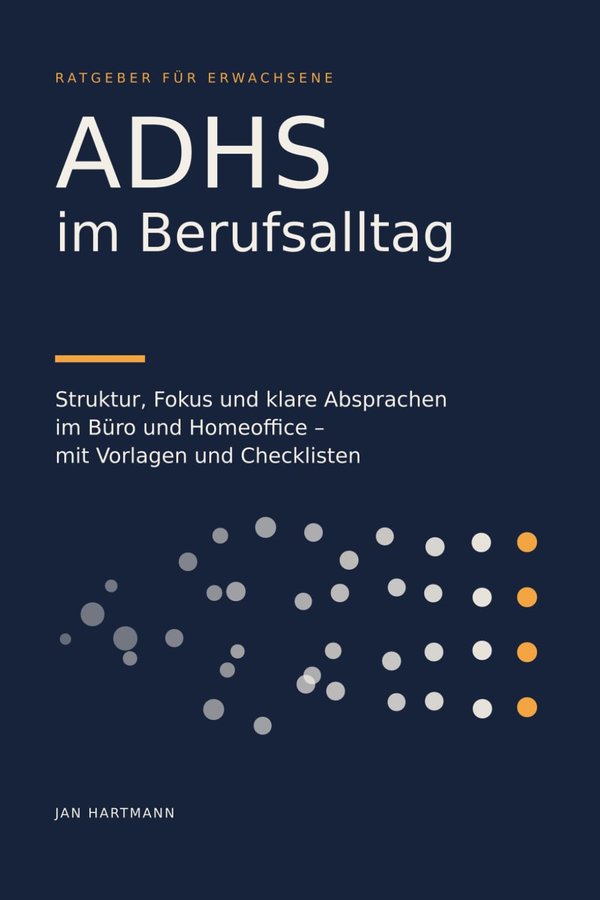 RATGEBER FÜR ERWACHSENE
ADHS
im Berufsalltag
Struktur, Fokus und klare Absprachen
im Büro und Homeoffice –
mit Vorlagen und Checklisten
JAN HARTMANN